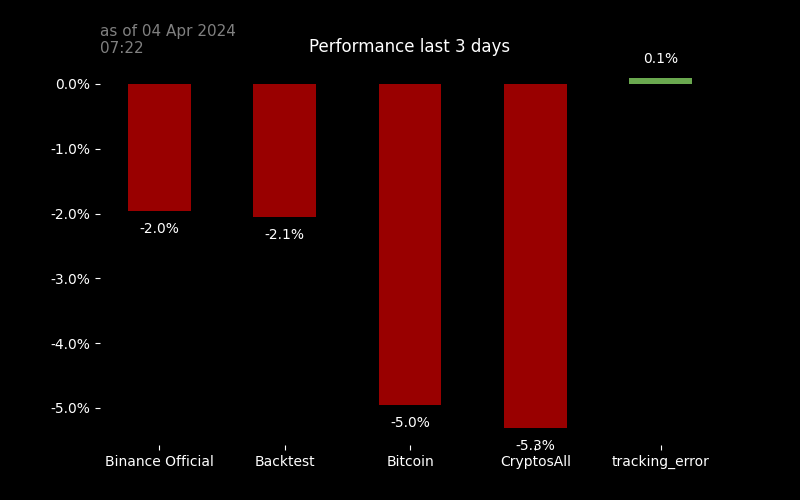 as of 04 Apr 2024
07:22
Performance last 3 days
0.1%
0.0%
-1.0%
-2.0%
-3.0%
-4.0%
-5.0%
-2.0%
-2.1%
-5.0%
-5.3%
Binance Official
Backtest
Bitcoin
CryptosAll
tracking_error